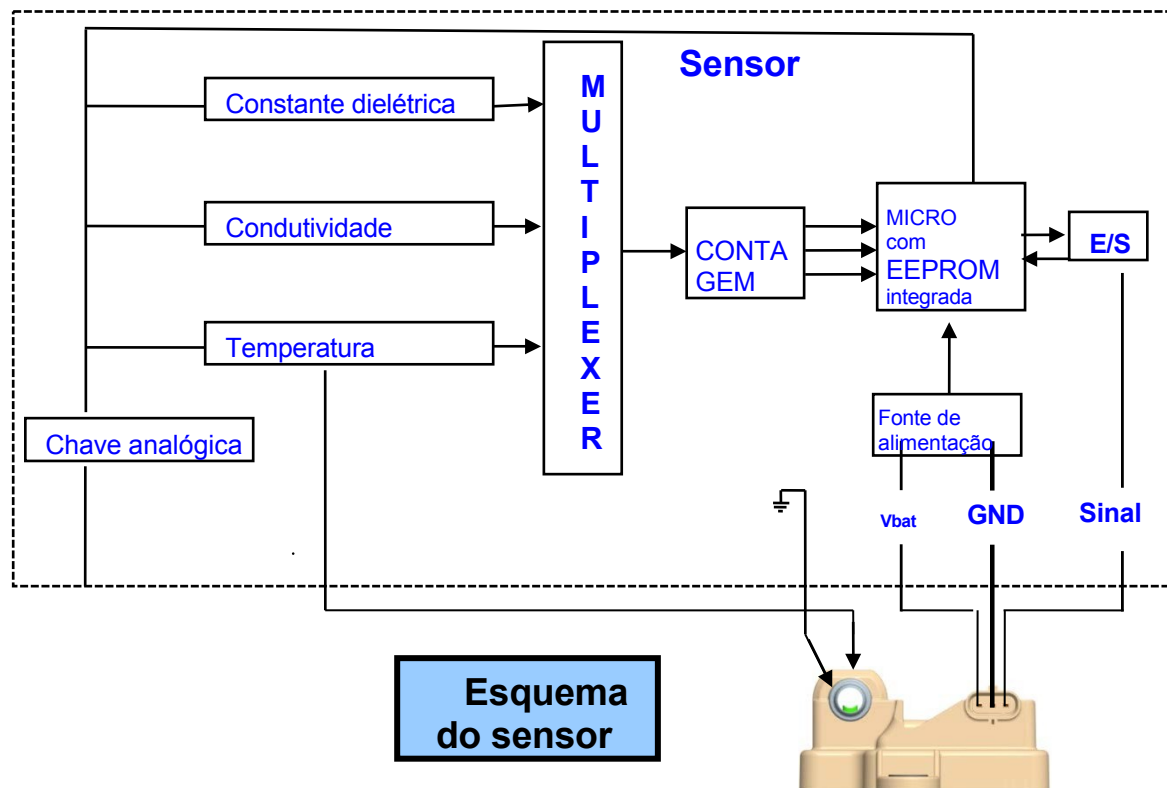 Sensor
Constante dielétrica
Condutividade
Temperatura
Chave analógica
MULTIPLEXER
CONTA
GEM
MICRO
com
EEPROM
integrada
E/S
Fonte de
alimentação
Vbat
GND
Sinal
Esquema
do sensor